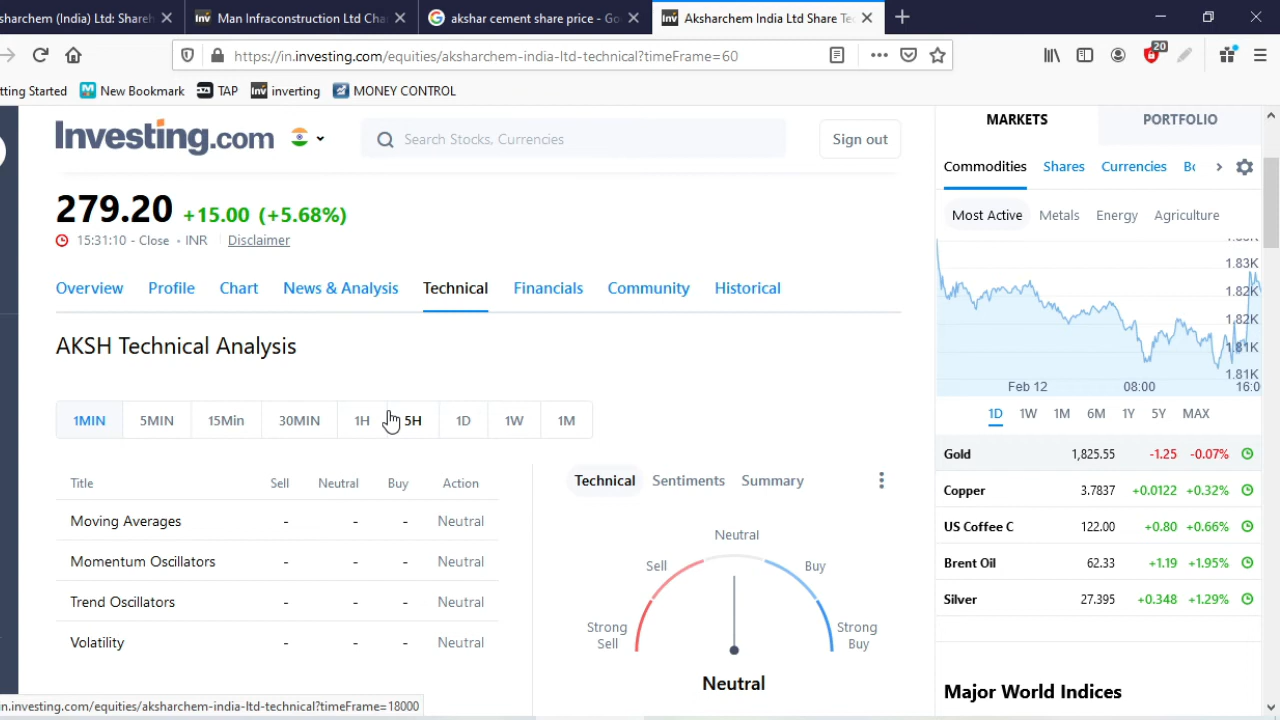 sharchem (India) Ltd: Shareh
Man Infraconstruction Ltd Cha
akshar cement share price - Go
Aksharchem India Ltd Share Te
https://in.investing.com/equities/aksharchem-india-ltd-technical?timeFrame=60
20
tting Started
New Bookmark
TAP
inverting
MONEY CONTROL
Investing.com
Search Stocks, Currencies
Sign out
279.20 +15.00 (+5.68%)
15:31:10 - Close • INR
Disclaimer
Overview
Profile
Chart
News & Analysis
Technical
Financials
Community
Historical
AKSH Technical Analysis
1MIN
5MIN
15Min
30MIN
1H
5H
1D
1W
1M
Title Sell Neutral Buy Action
Moving Averages - - - Neutral
Momentum Oscillators - - - Neutral
Trend Oscillators - - - Neutral
Volatility - - - Neutral
Technical
Sentiments
Summary
Neutral
Sell
Buy
Strong Sell
Strong Buy
Neutral
MARKETS
PORTFOLIO
Commodities
Shares
Currencies
Bo
Most Active
Metals
Energy
Agriculture
1.83K
1.82K
1.82K
1.81K
1.81K
Feb 12
08:00
16:0
1D
1W
1M
6M
1Y
5Y
MAX
Gold 1,825.55 -1.25 -0.07%
Copper 3.7837 +0.0122 +0.32%
US Coffee C 122.00 +0.80 +0.66%
Brent Oil 62.33 +1.19 +1.95%
Silver 27.395 +0.348 +1.29%
Major World Indices
in.investing.com/equities/aksharchem-india-ltd-technical?timeFrame=18000